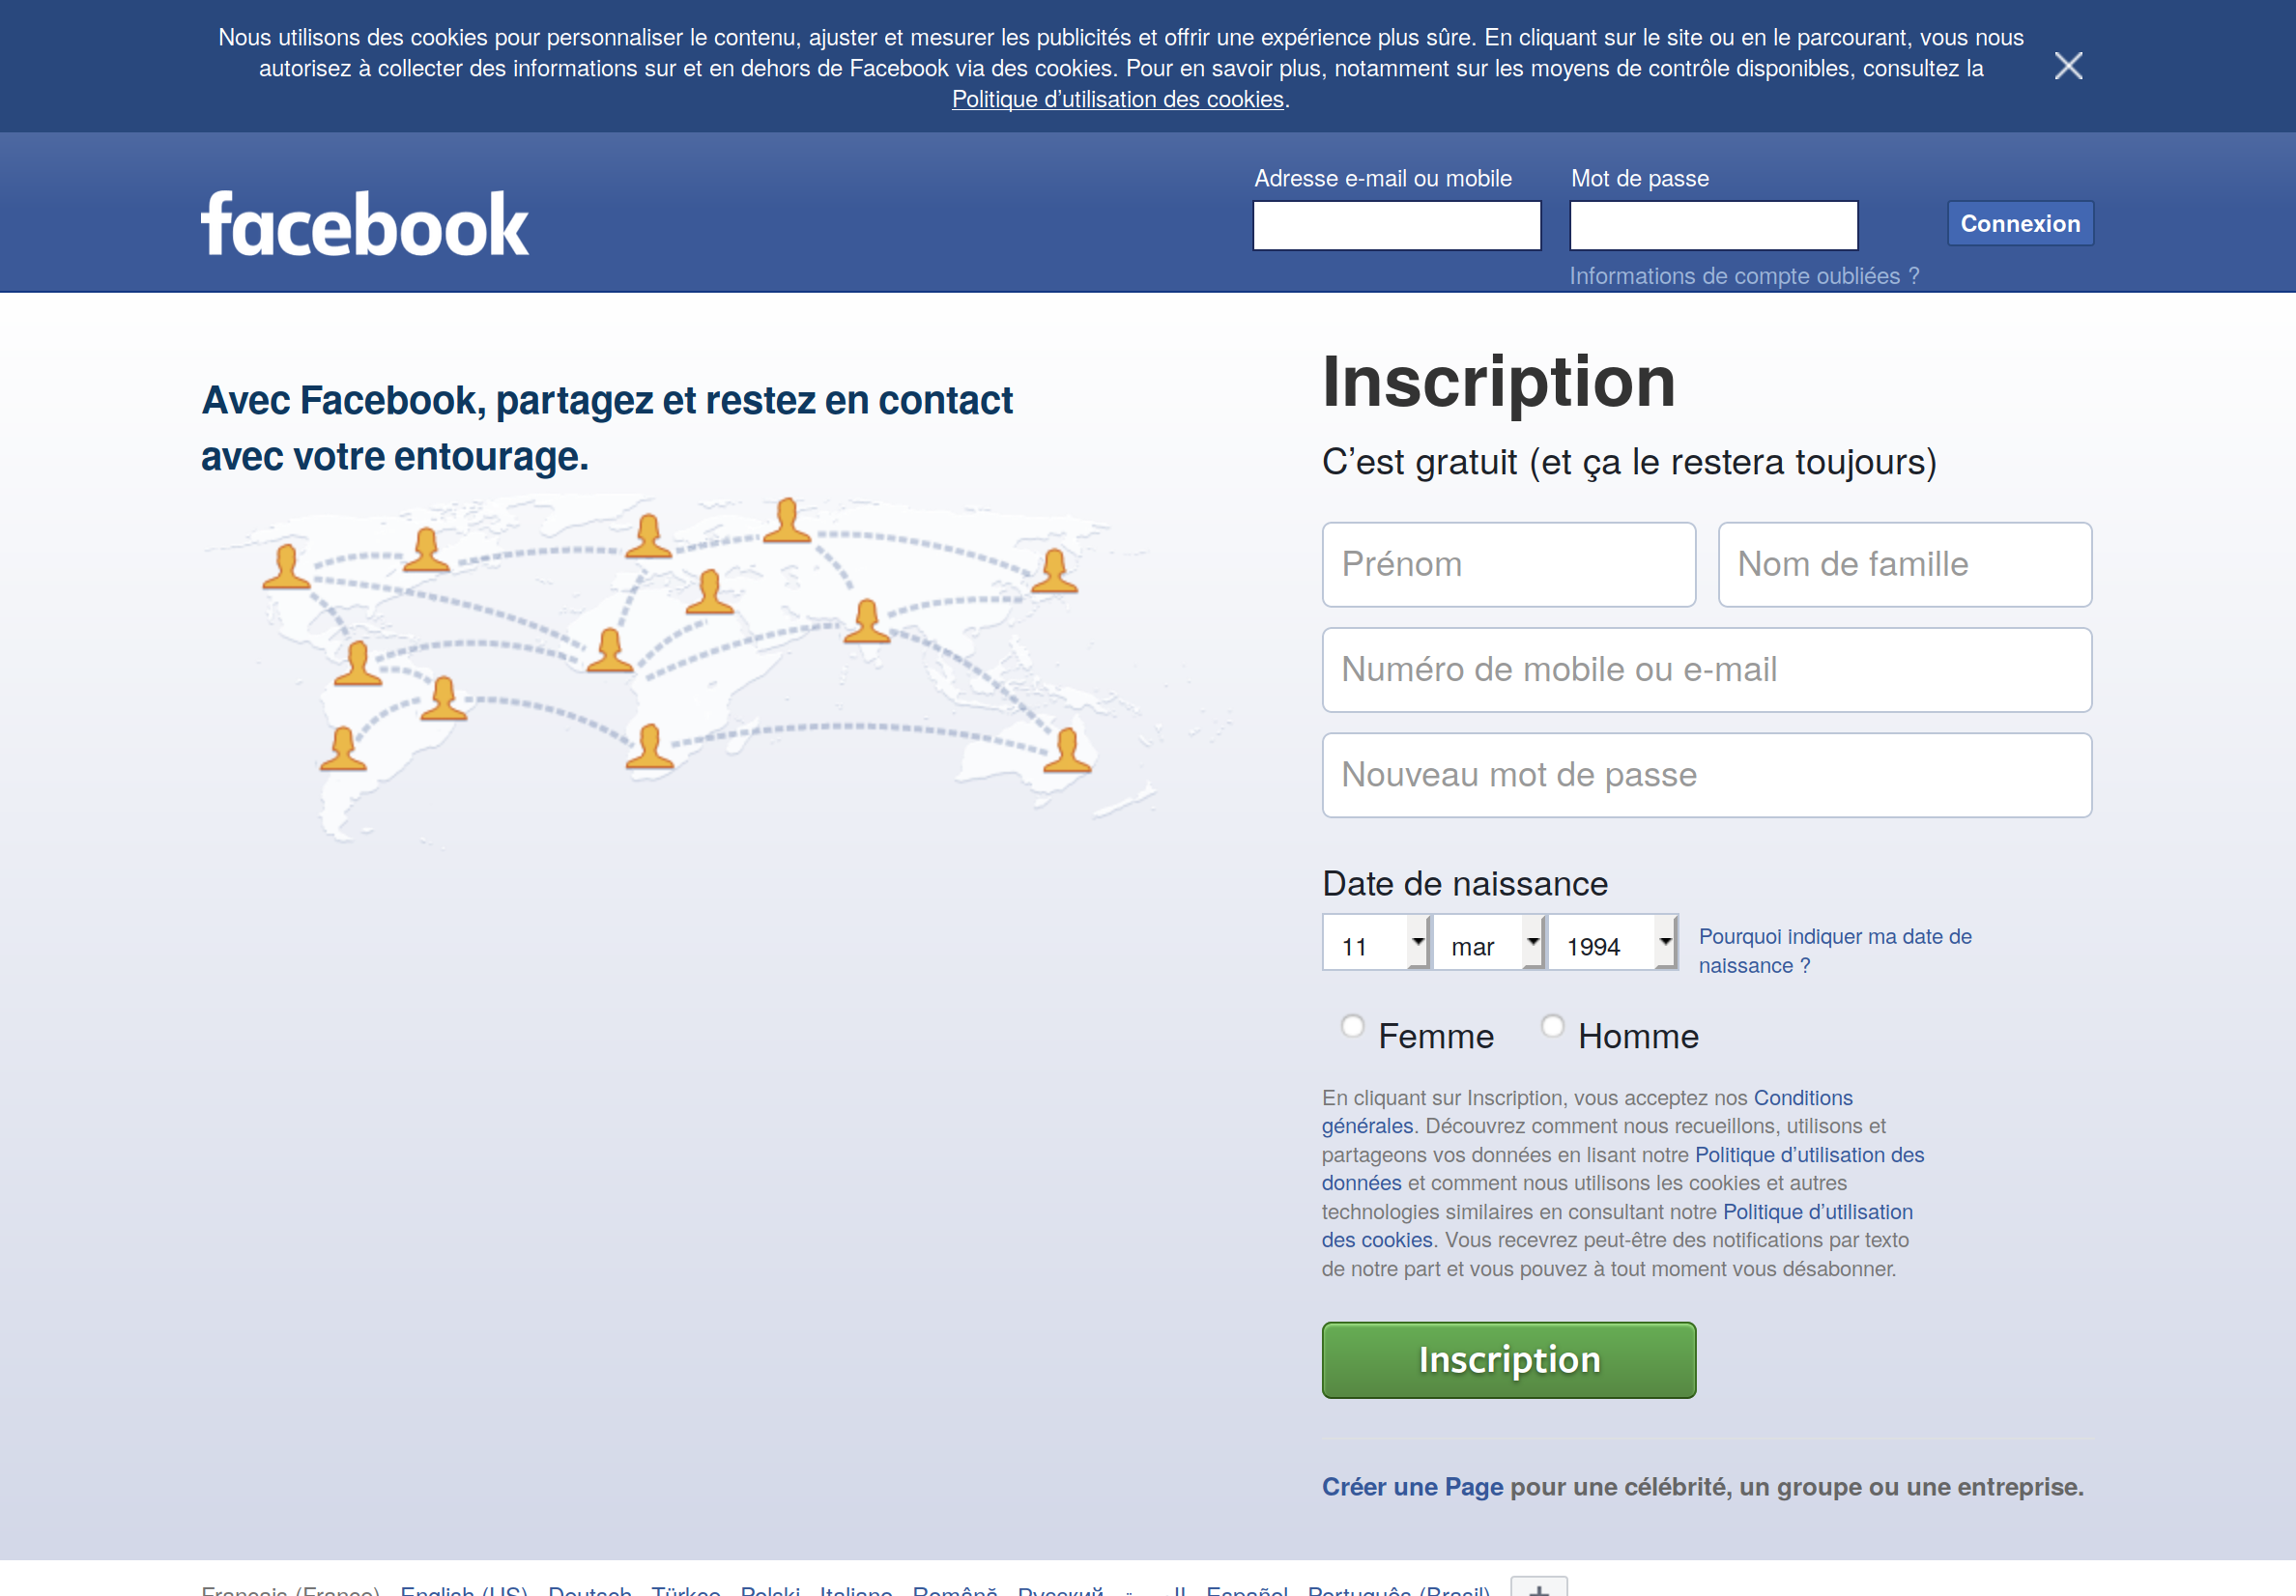 Nous utilisons des cookies pour personnaliser le contenu, ajuster et mesurer les publicités et offrir une expérience plus sûre. En cliquant sur le site ou en le parcourant, vous nous
autorisez à collecter des informations sur et en dehors de Facebook via des cookies. Pour en savoir plus, notamment sur les moyens de contrôle disponibles, consultez la
Politique d’utilisation des cookies.
facebook
Adresse e-mail ou mobile
Mot de passe
Connexion
Informations de compte oubliées ?
Avec Facebook, partagez et restez en contact
avec votre entourage.
Inscription
C’est gratuit (et ça le restera toujours)
Prénom
Nom de famille
Numéro de mobile ou e-mail
Nouveau mot de passe
Date de naissance
11 mar 1994
Pourquoi indiquer ma date de
naissance ?
Femme Homme
En cliquant sur Inscription, vous acceptez nos Conditions
générales. Découvrez comment nous recueillons, utilisons et
partageons vos données en lisant notre Politique d’utilisation des
données et comment nous utilisons les cookies et autres
technologies similaires en consultant notre Politique d’utilisation
des cookies. Vous recevrez peut-être des notifications par texto
de notre part et vous pouvez à tout moment vous désabonner.
Inscription
Créer une Page pour une célébrité, un groupe ou une entreprise.
Français (France) English (US) Deutsch Türkçe Polski Italiano Română Русский Español Português (Brasil) +